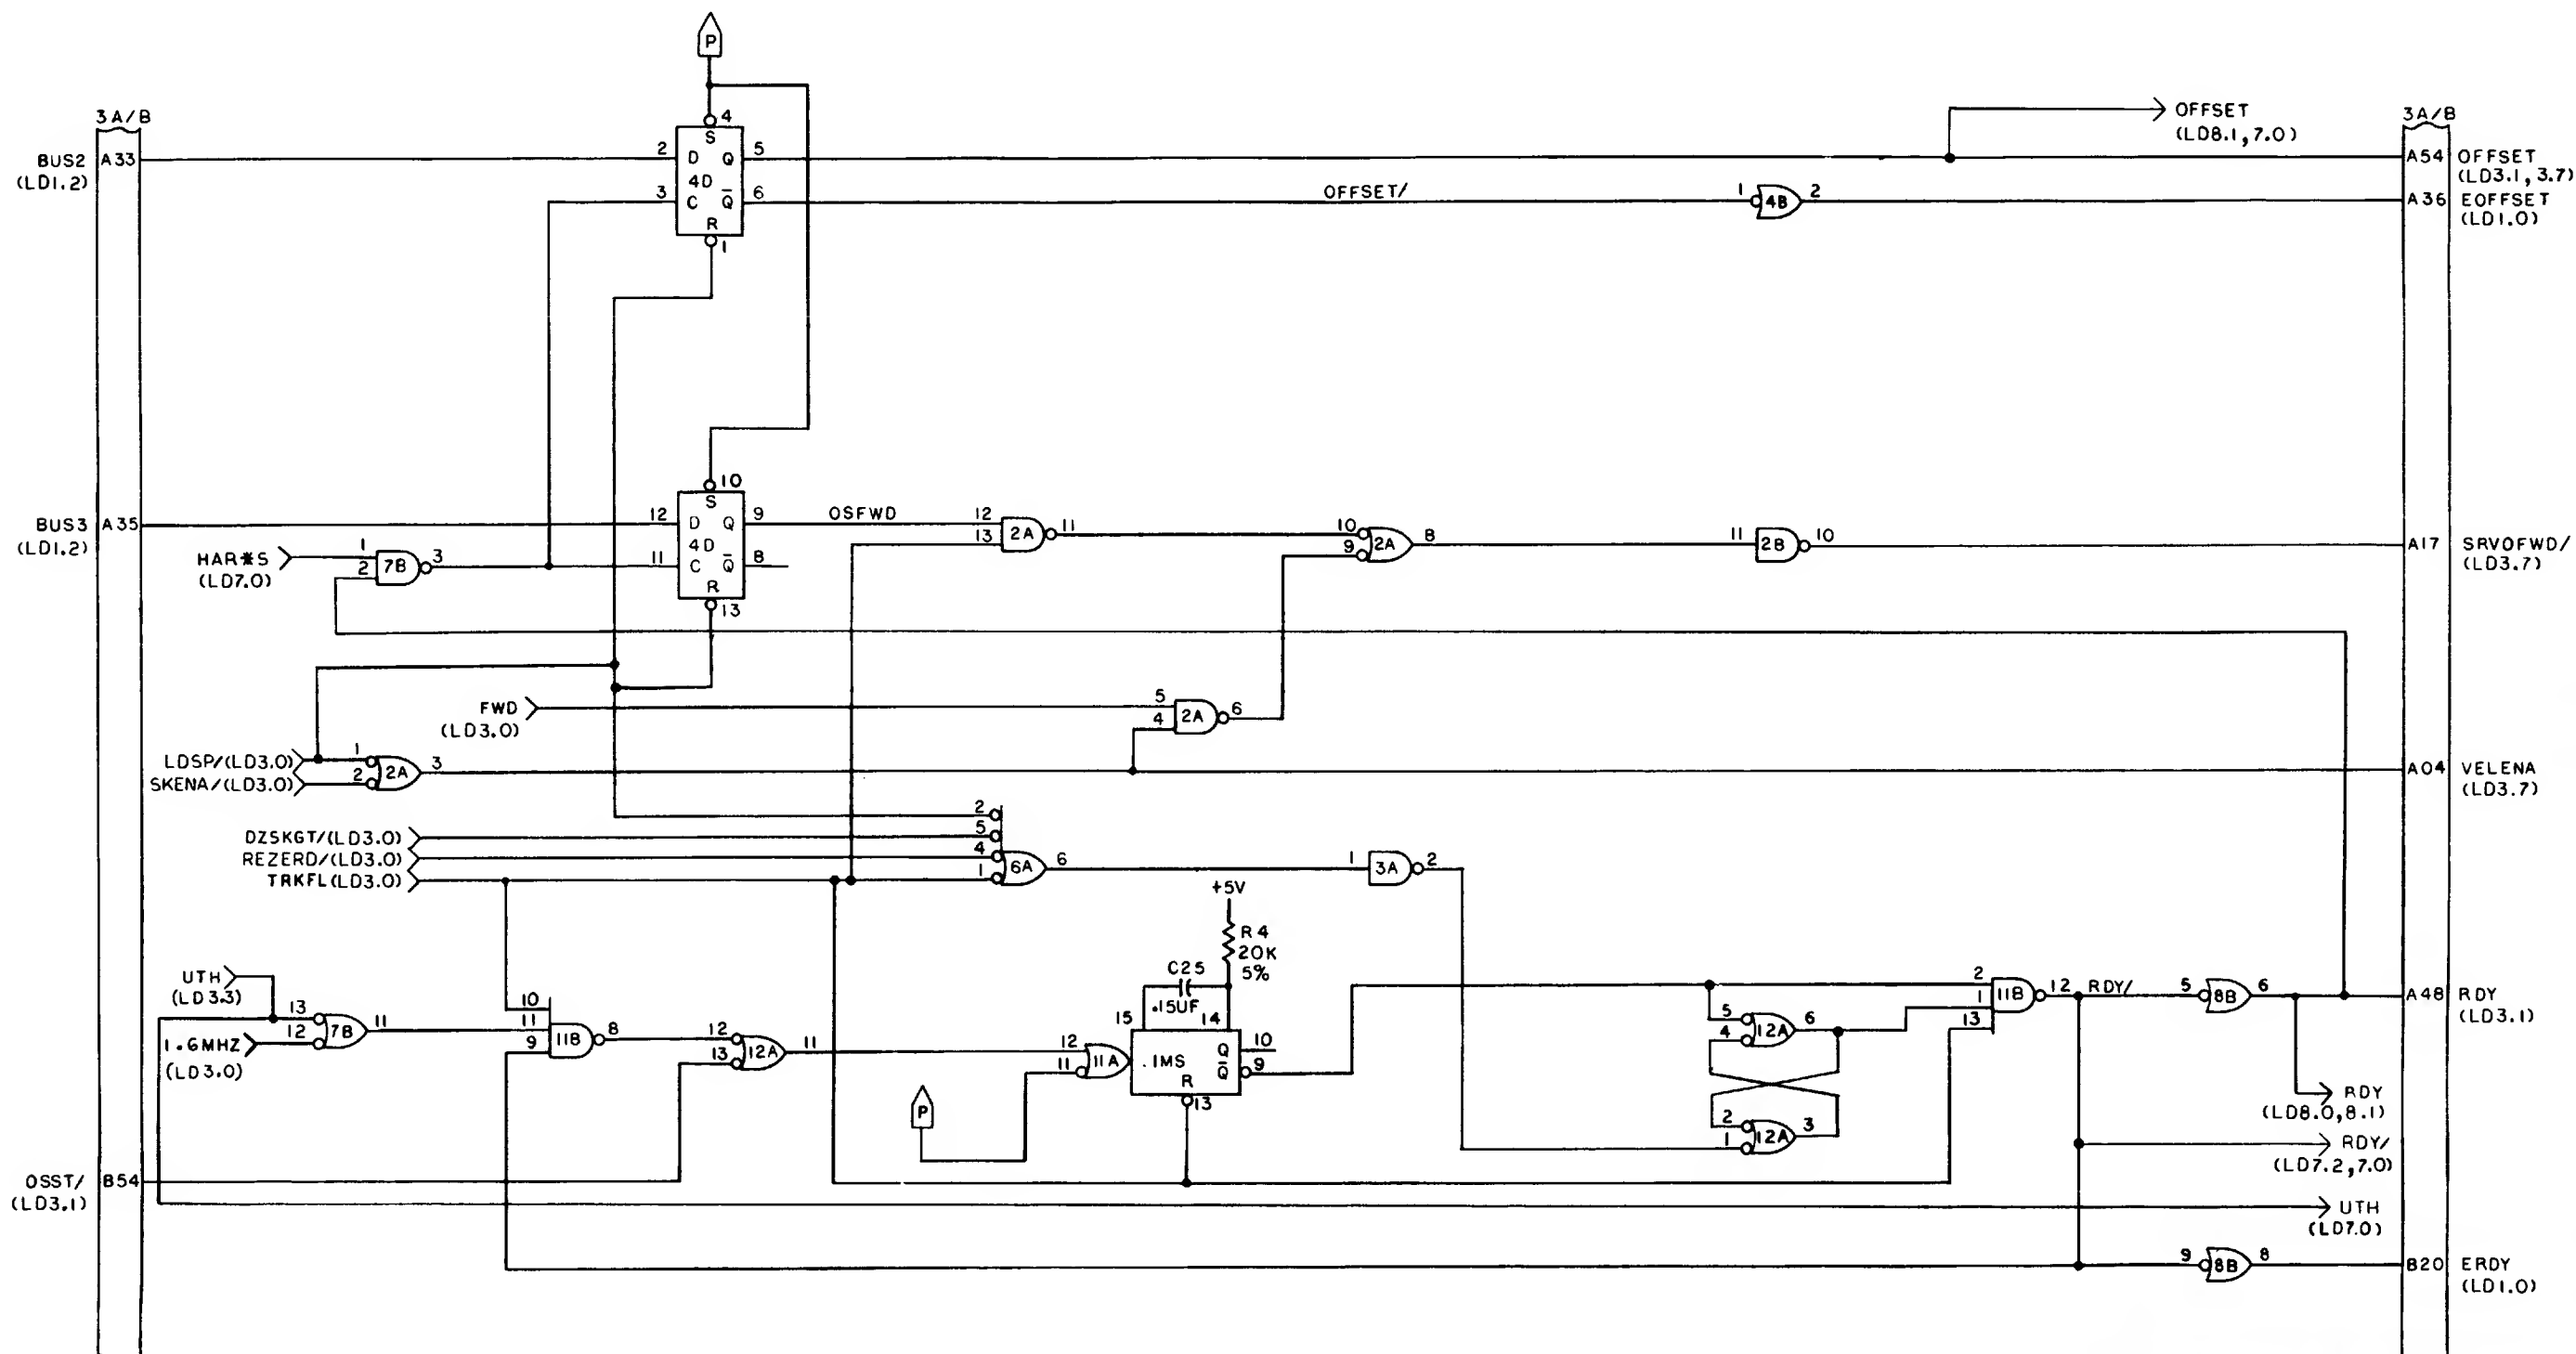 P
3A/B
3A/B
OFFSET
(LD8.1,7.0)
4
S
BUS2
(LD1.2)
A33
2
D
Q
5
4D
3
C
Q̅
6
R
1
OFFSET/
1
4B
2
A54
OFFSET
(LD3.1,3.7)
A36
EOFFSET
(LD1.0)
10
S
BUS3
(LD1.2)
A35
12
D
Q
9
OSFWD
4D
11
C
Q̅
8
R
13
12
13
2A
11
10
9
2A
8
11
2B
10
A17
SRVOFWD/
(LD3.7)
HAR*S
(LD7.0)
1
2
7B
3
FWD
(LD3.0)
5
4
2A
6
LDSP/(LD3.0)
SKENA/(LD3.0)
1
2
2A
3
A04
VELENA
(LD3.7)
DZSKGT/(LD3.0)
REZERD/(LD3.0)
TRKFL(LD3.0)
2
5
4
1
6A
6
1
3A
2
+5V
R4
20K
5%
C25
.15UF
15
14
UTH
(LD3.3)
1.6MHZ
(LD3.0)
13
12
7B
11
10
11
9
11B
8
12
13
12A
11
12
11
11A
.1MS
Q
10
Q̅
9
R
13
P
5
4
12A
6
2
1
12A
3
2
1
13
11B
12
RDY/
5
8B
6
A48
RDY
(LD3.1)
RDY
(LD8.0,8.1)
RDY/
(LD7.2,7.0)
OSST/
(LD3.1)
B54
UTH
(LD7.0)
9
8B
8
B20
ERDY
(LD1.0)